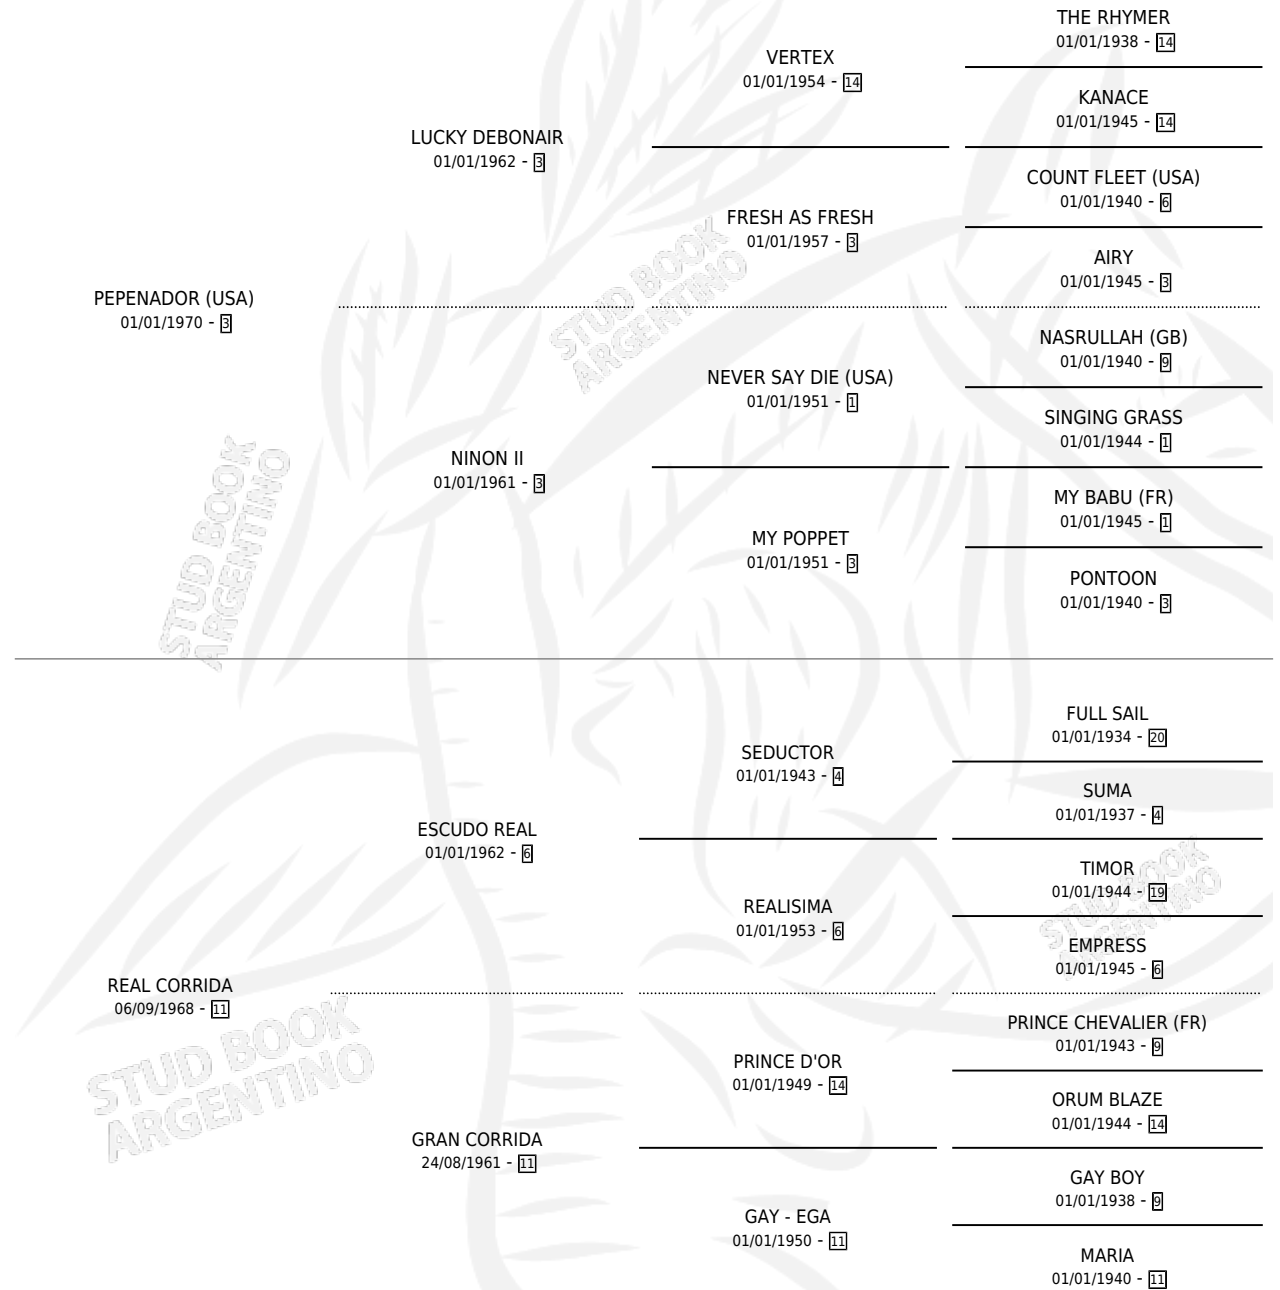 THE RHYMER
01/01/1938 - 14
VERTEX
01/01/1954 - 14
KANACE
01/01/1945 - 14
LUCKY DEBONAIR
01/01/1962 - 3
COUNT FLEET (USA)
01/01/1940 - 6
FRESH AS FRESH
01/01/1957 - 3
AIRY
01/01/1945 - 3
PEPENADOR (USA)
01/01/1970 - 3
NASRULLAH (GB)
01/01/1940 - 9
NEVER SAY DIE (USA)
01/01/1951 - 1
SINGING GRASS
01/01/1944 - 1
NINON II
01/01/1961 - 3
MY BABU (FR)
01/01/1945 - 1
MY POPPET
01/01/1951 - 3
PONTOON
01/01/1940 - 3
FULL SAIL
01/01/1934 - 20
SEDUCTOR
01/01/1943 - 4
SUMA
01/01/1937 - 4
ESCUDO REAL
01/01/1962 - 6
TIMOR
01/01/1944 - 19
REALISIMA
01/01/1953 - 6
EMPRESS
01/01/1945 - 6
REAL CORRIDA
06/09/1968 - 11
PRINCE CHEVALIER (FR)
01/01/1943 - 9
PRINCE D'OR
01/01/1949 - 14
ORUM BLAZE
01/01/1944 - 14
GRAN CORRIDA
24/08/1961 - 11
GAY BOY
01/01/1938 - 9
GAY - EGA
01/01/1950 - 11
MARIA
01/01/1940 - 11
STUD BOOK
ARGENTINO
STUD BOOK
ARGENTINO
STUD BOOK
ARGENTINO
STUD BOOK
ARGENTINO